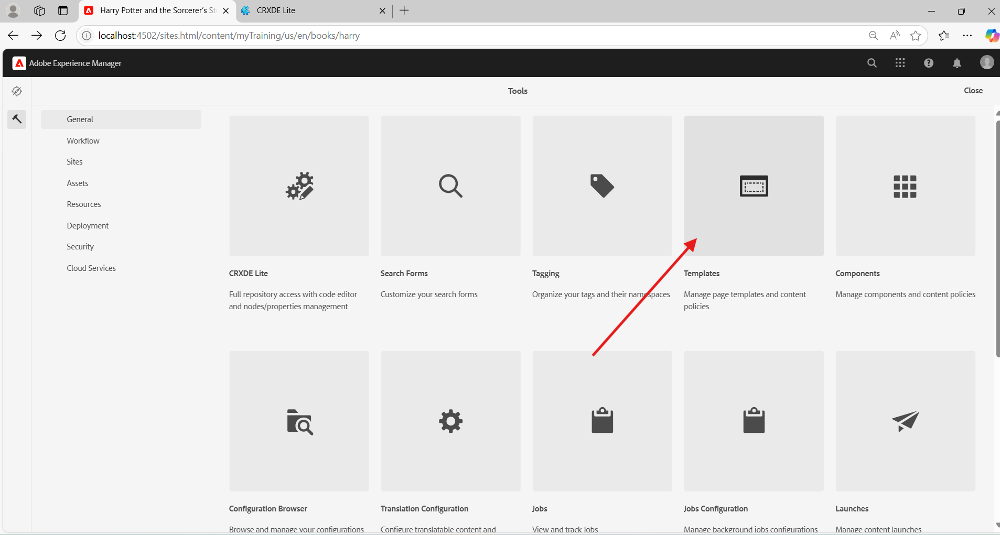 Harry Potter and the Sorcerer's St
CRXDE Lite
localhost:4502/sites.html/content/myTraining/us/en/books/harry
Adobe Experience Manager
Tools
Close
General
Workflow
Sites
Assets
Resources
Deployment
Security
Cloud Services
CRXDE Lite
Full repository access with code editor
and nodes/properties management
Search Forms
Customize your search forms
Tagging
Organize your tags and their namespaces
Templates
Manage page templates and content
policies
Components
Manage components and content policies
Configuration Browser
Browse and manage your configurations
Translation Configuration
Configure translatable content and
Jobs
View and track Jobs
Jobs Configuration
Manage background jobs configurations
Launches
Manage content launches